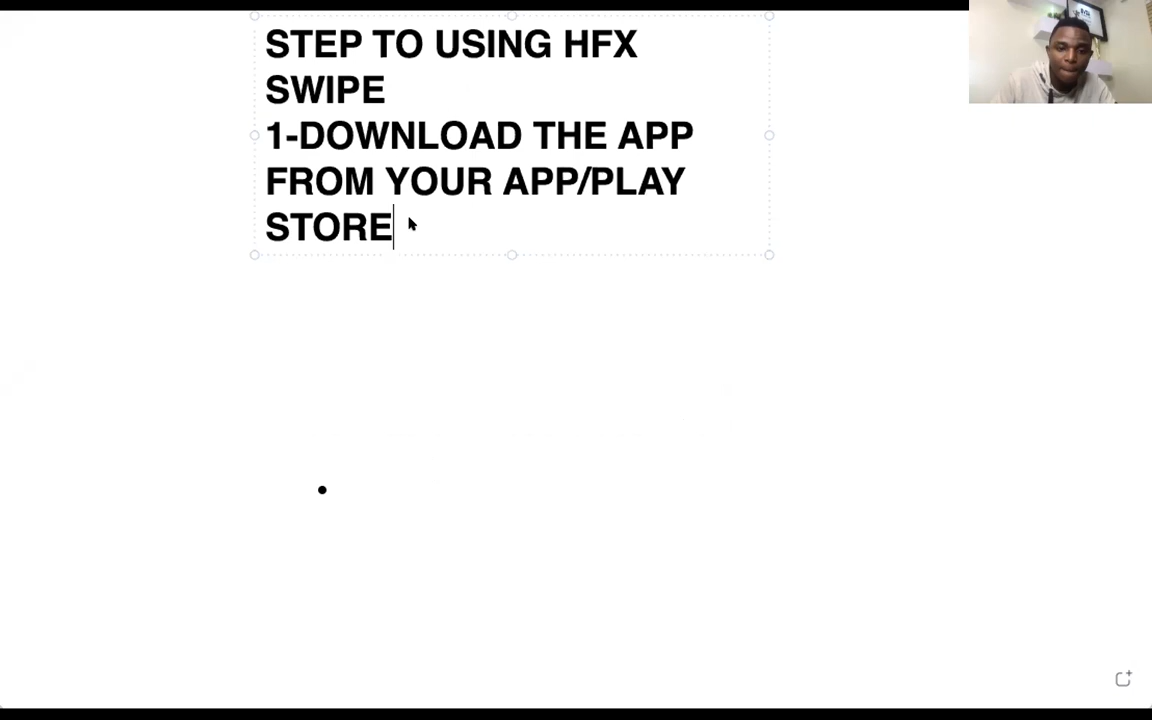 STEP TO USING HFX
SWIPE
1-DOWNLOAD THE APP
FROM YOUR APP/PLAY
STORE